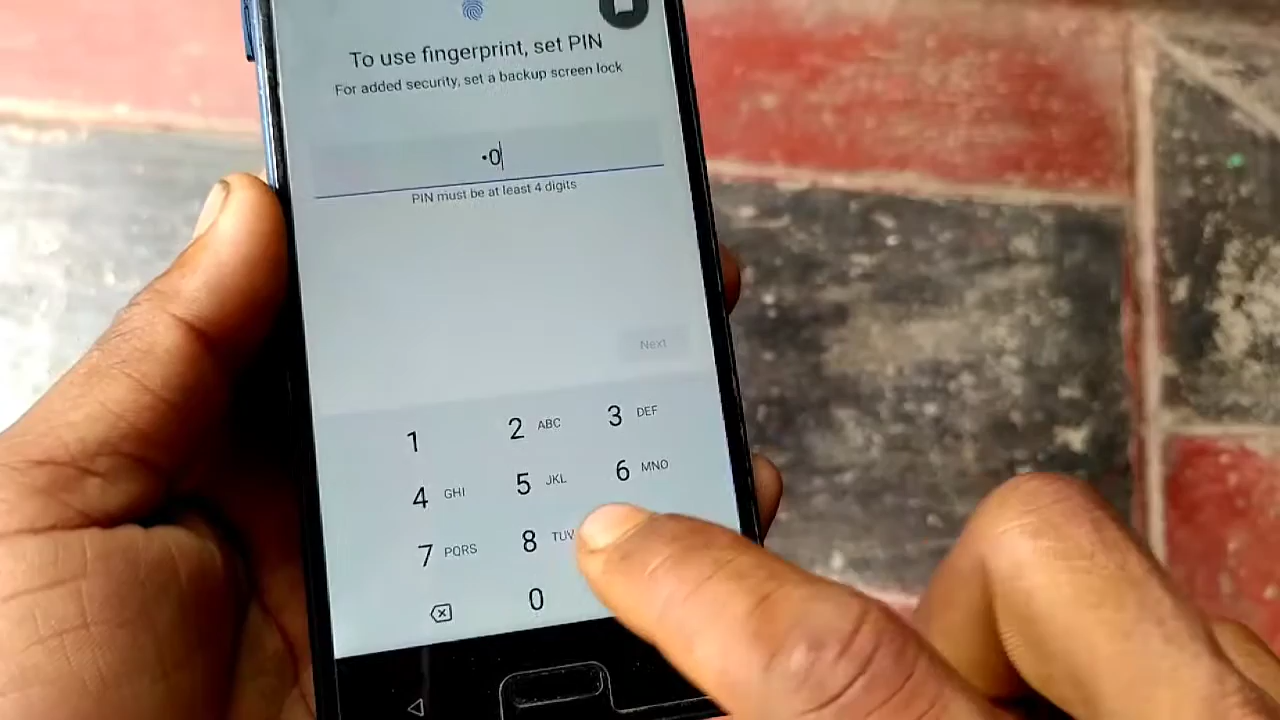 To use fingerprint, set PIN
For added security, set a backup screen lock
•0
PIN must be at least 4 digits
Next
1 2 ABC 3 DEF
4 GHI 5 JKL 6 MNO
7 PQRS 8 TUV
0